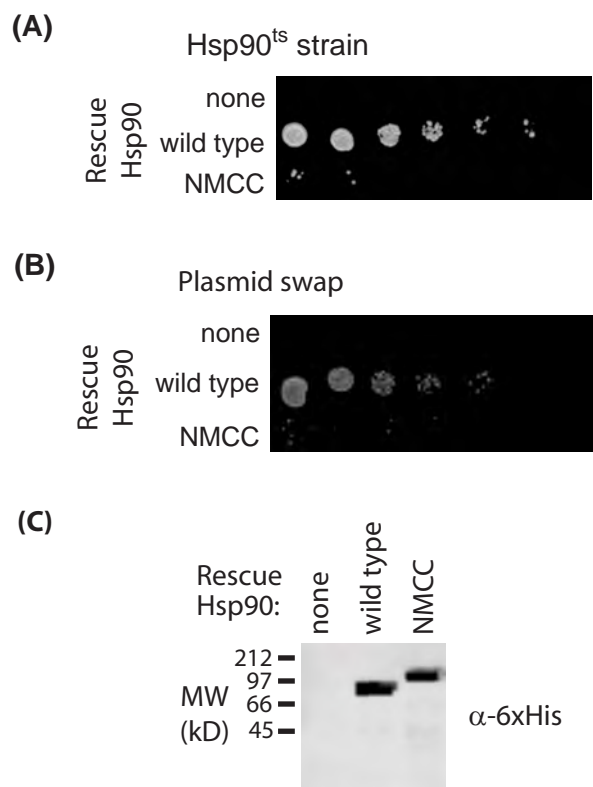 (A)
Hsp90ts strain
Rescue
Hsp90
none
wild type
NMCC
(B)
Plasmid swap
Rescue
Hsp90
none
wild type
NMCC
(C)
Rescue
Hsp90:
none
wild type
NMCC
212
97
66
45
MW
(kD)
α-6xHis